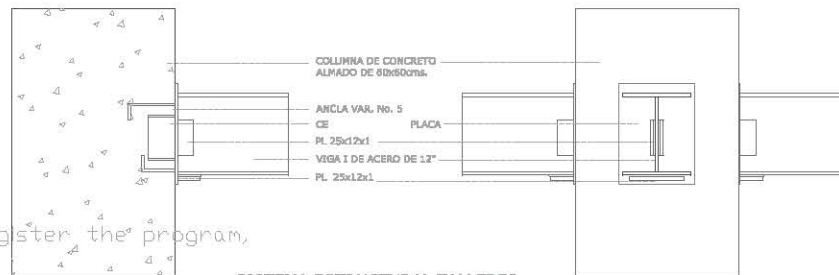 COLUMNA DE CONCRETO
ALMADO DE 60x60cms.
ANCLA VAR. No. 5
CE PLACA
PL 25x12x1
VIGA I DE ACERO DE 12"
PL 25x12x1
gister the program,